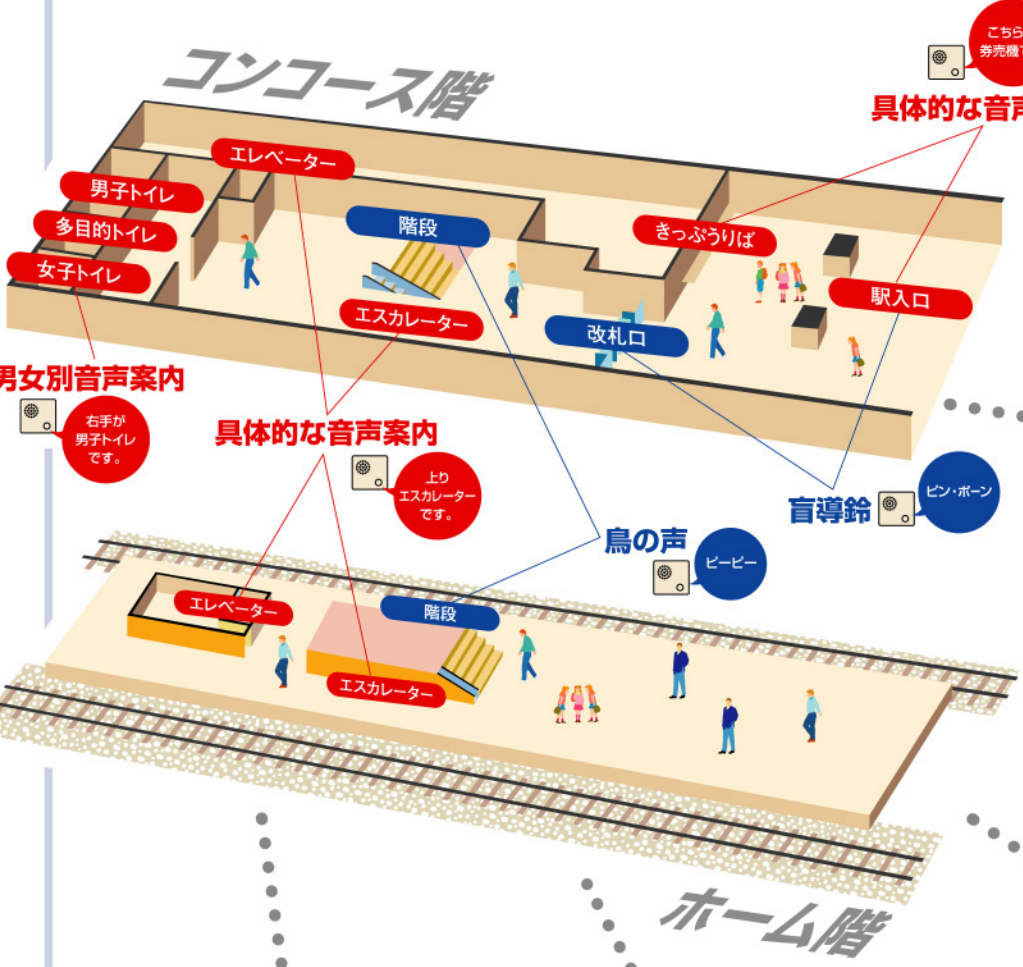 コンコース階
こちら
券売機
具体的な音声
エレベーター
男子トイレ
多目的トイレ
女子トイレ
階段
きっぷうりば
エスカレーター
改札口
駅入口
男女別音声案内
右手が
男子トイレ
です。
具体的な音声案内
上り
エスカレーター
です。
盲導鈴
ピン・ポーン
鳥の声
ピーピー
エレベーター
階段
エスカレーター
ホーム階